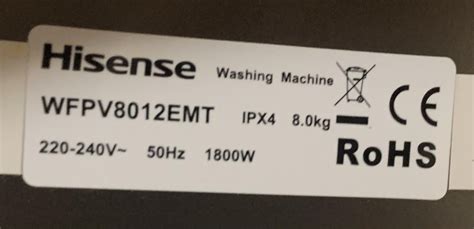 Hisense Washing Machine
WFPV8012EMT IPX4 8.0kg CE
220-240V~ 50Hz 1800W RoHS